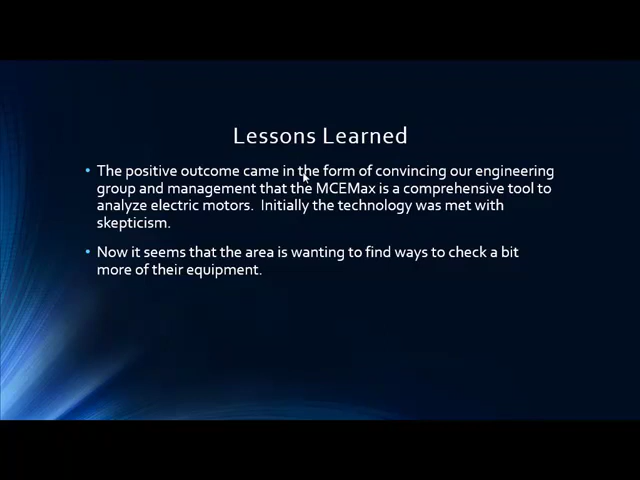 Lessons Learned
• The positive outcome came in the form of convincing our engineering
group and management that the MCEMax is a comprehensive tool to
analyze electric motors.  Initially the technology was met with
skepticism.
• Now it seems that the area is wanting to find ways to check a bit
more of their equipment.